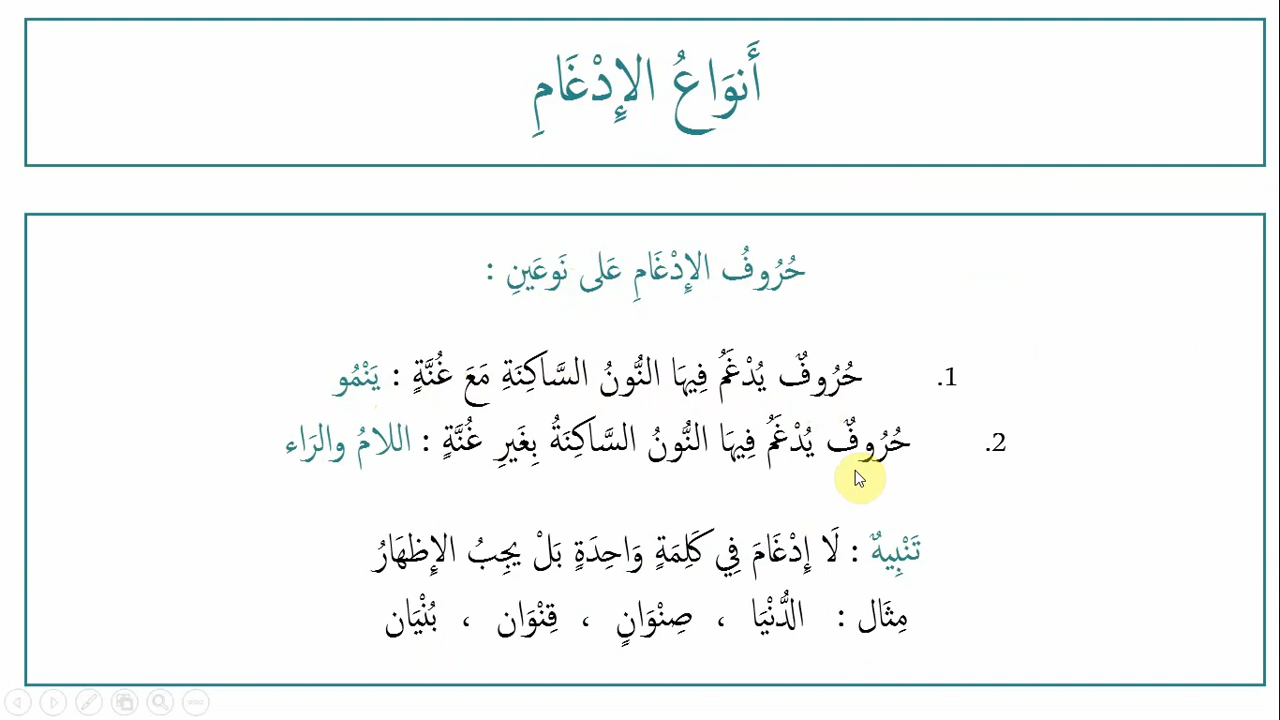 أَنوَاعُ الإِدْغَامِ
حُرُوفُ الإِدْغَامِ عَلى نَوعَينِ :
1. حُرُوفٌ يُدْغَمُ فِيهَا النُّونُ السَّاكِنَةِ مَعَ غُنَّةٍ : يَنْمُو
2. حُرُوفٌ يُدْغَمُ فِيهَا النُّونُ السَّاكِنَةُ بِغَيرِ غُنَّةٍ : اللامُ والرَاء
تَنْبِيهٌ : لَا إِدْغَامَ فِي كَلِمَةٍ وَاحِدَةٍ بَلْ يجِبُ الإِظهَارُ
مِثَال : الدُّنْيَا ، صِنْوَانٍ ، قِنْوَان ، بُنْيَان